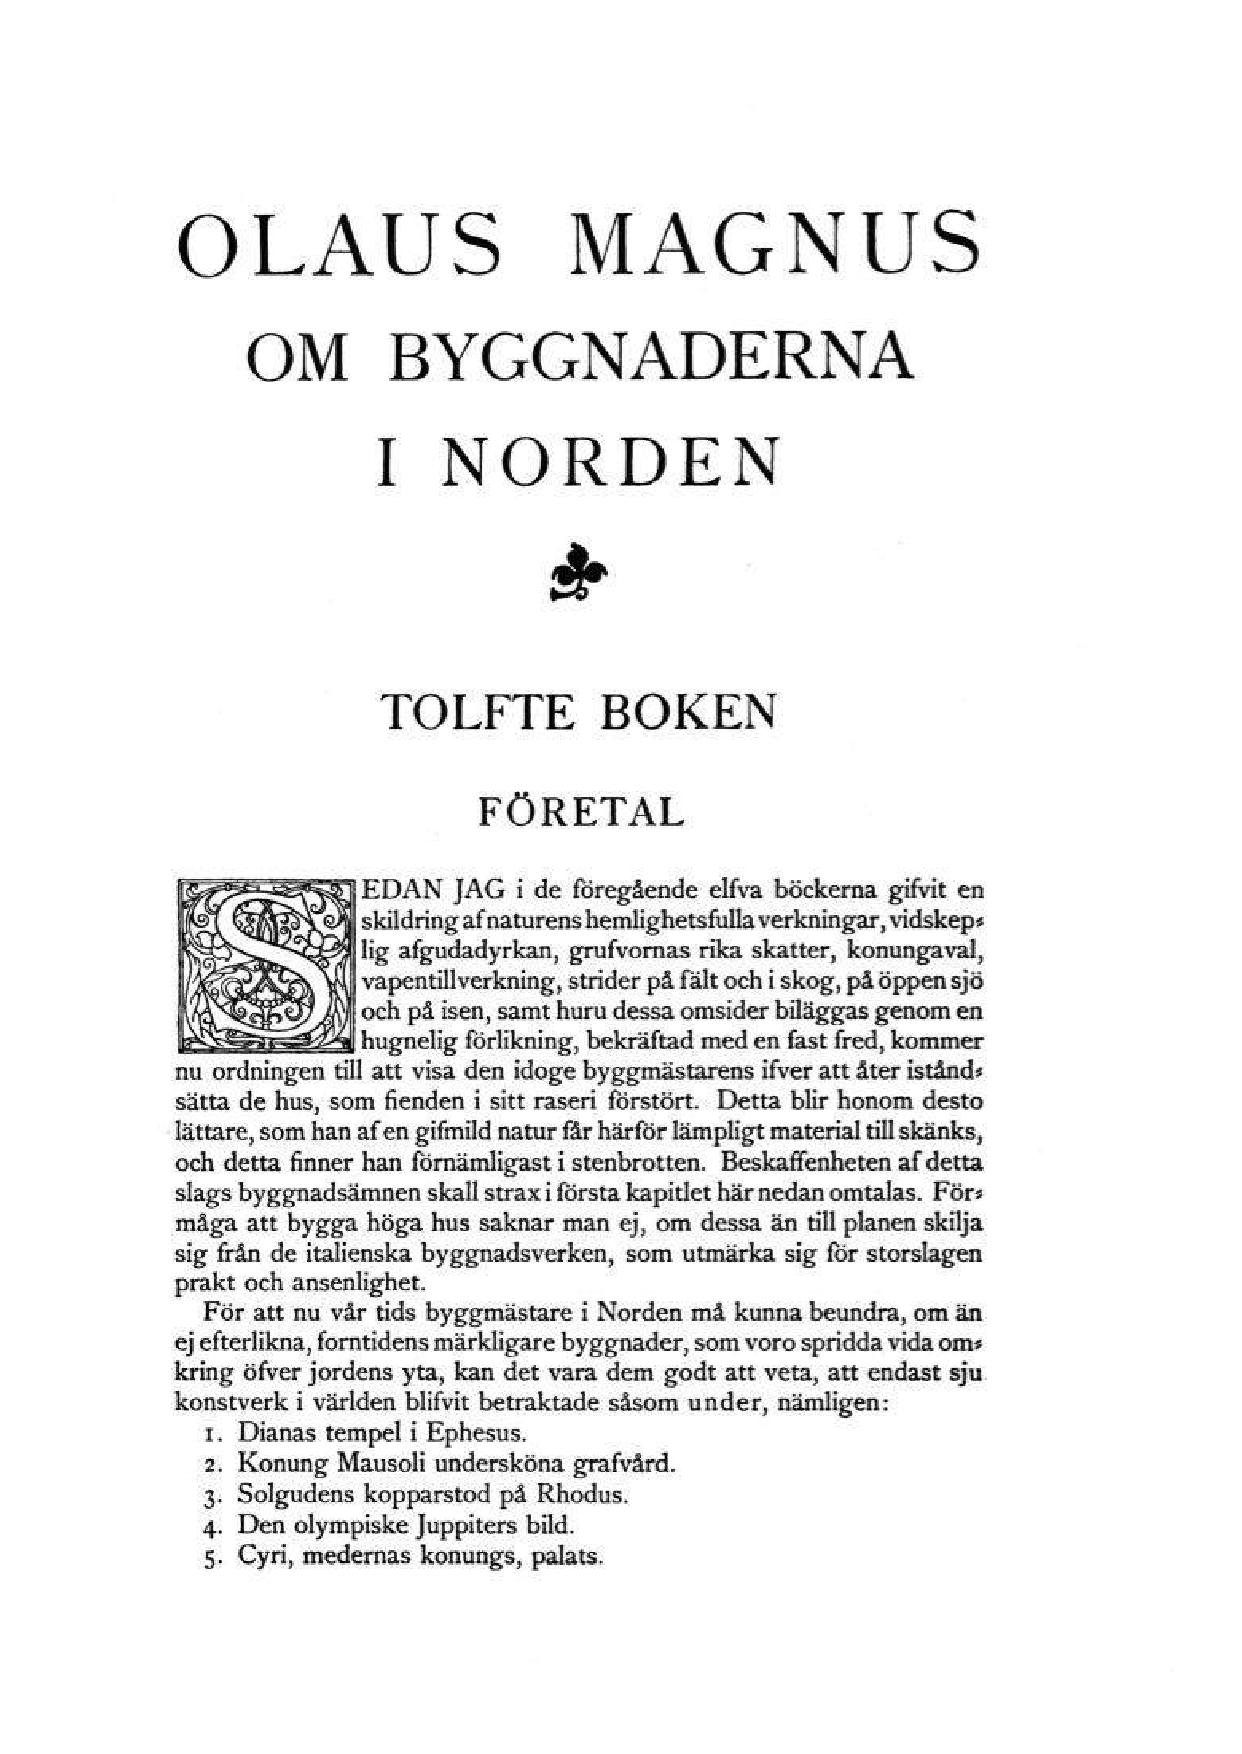 OLAUS MAGNUS
OM BYGGNADERNA
I NORDEN
TOLFTE BOKEN
FÖRETAL
SEDAN JAG i de föregående elfva böckerna gifvit en
skildring af naturens hemlighetsfulla verkningar, vidskep-
lig afgudadyrkan, grufvornas rika skatter, konungaval,
vapentillverkning, strider på fält och i skog, på öppen sjö
och på isen, samt huru dessa omsider biläggas genom en
hugnelig förlikning, bekräftad med en fast fred, kommer
nu ordningen till att visa den idoge byggmästarens ifver att åter istånd-
sätta de hus, som fienden i sitt raseri förstört. Detta blir honom desto
lättare, som han af en gifmild natur får härför lämpligt material till skänks,
och detta finner han förnämligast i stenbrotten. Beskaffenheten af detta
slags byggnadsämnen skall strax i första kapitlet här nedan omtalas. För-
måga att bygga höga hus saknar man ej, om dessa än till planen skilja
sig från de italienska byggnadsverken, som utmärka sig för storslagen
prakt och ansenlighet.
För att nu vår tids byggmästare i Norden må kunna beundra, om än
ej efterlikna, forntidens märkligare byggnader, som voro spridda vida om-
kring öfver jordens yta, kan det vara dem godt att veta, att endast sju
konstverk i världen blifvit betraktade såsom under, nämligen:
1. Dianas tempel i Ephesus.
2. Konung Mausoli undersköna grafvård.
3. Solgudens kopparstod på Rhodus.
4. Den olympiske Juppiters bild.
5. Cyri, medernas konungs, palats.